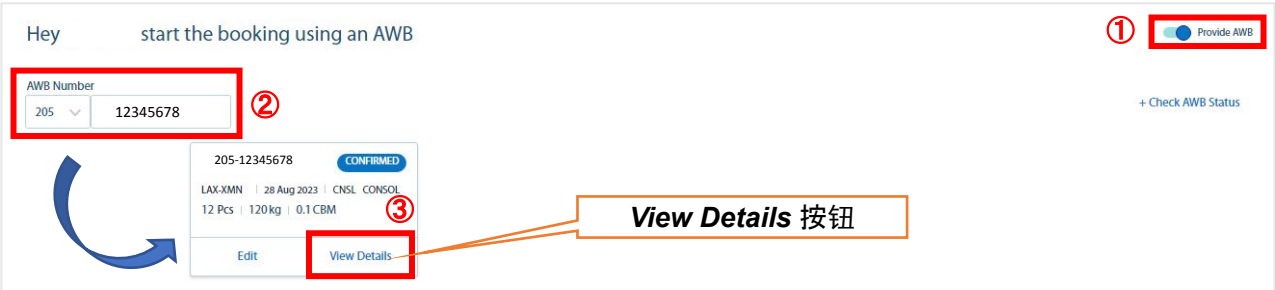 Hey start the booking using an AWB
① Provide AWB
AWB Number
205 12345678
②
+ Check AWB Status
205-12345678 CONFIRMED
LAX-XMN | 28 Aug 2023 | CNSL CONSOL
12 Pcs | 120 kg | 0.1 CBM
③
View Details 按钮
Edit View Details